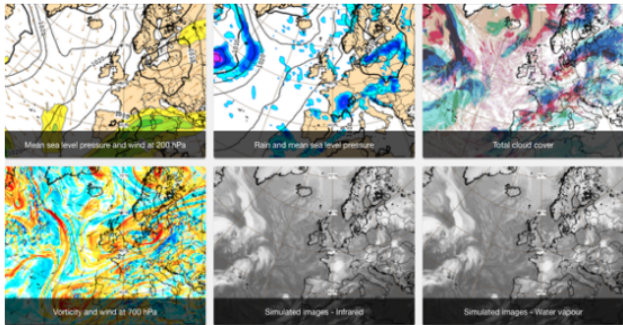 Mean sea level pressure and wind at 200 hPa
Rain and mean sea level pressure
Total cloud cover
Vorticity and wind at 700 hPa
Simulated images - Infrared
Simulated images - Water vapour